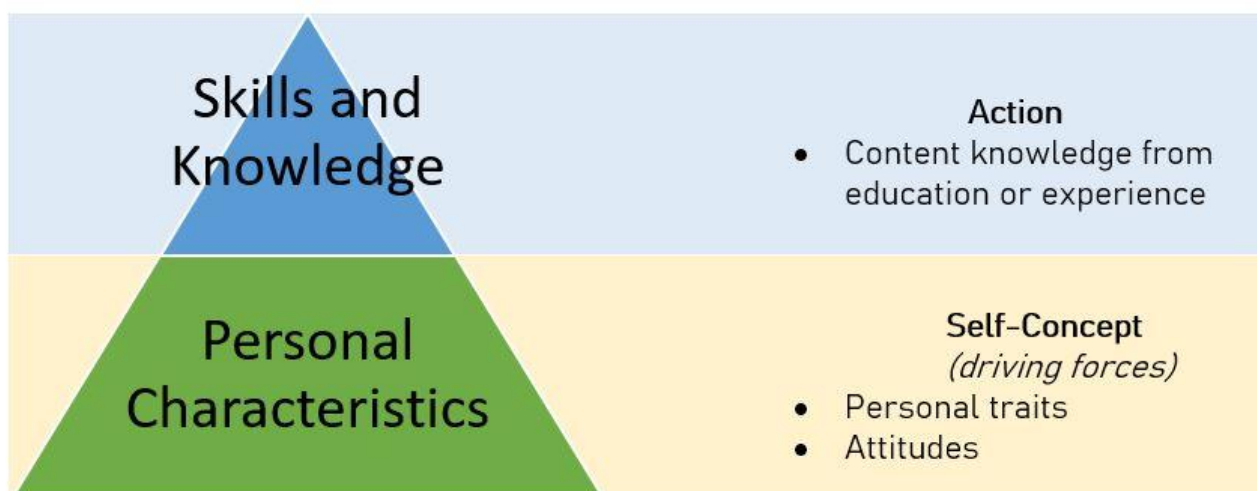 Skills and
Knowledge
Action
• Content knowledge from
education or experience
Personal
Characteristics
Self-Concept
(driving forces)
• Personal traits
• Attitudes